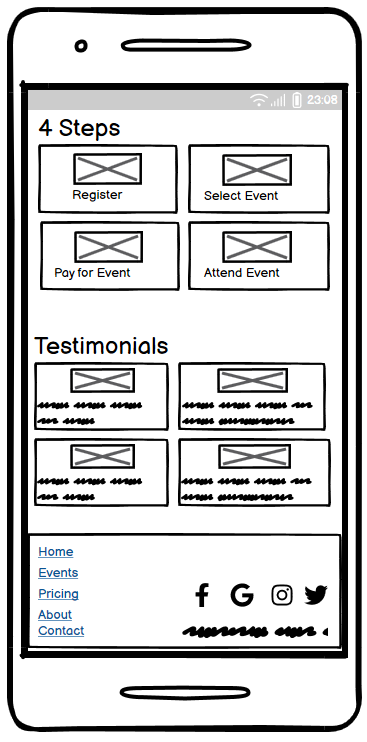 23:08
4 Steps
Register
Select Event
Pay for Event
Attend Event
Testimonials
Home
Events
Pricing
About
Contact